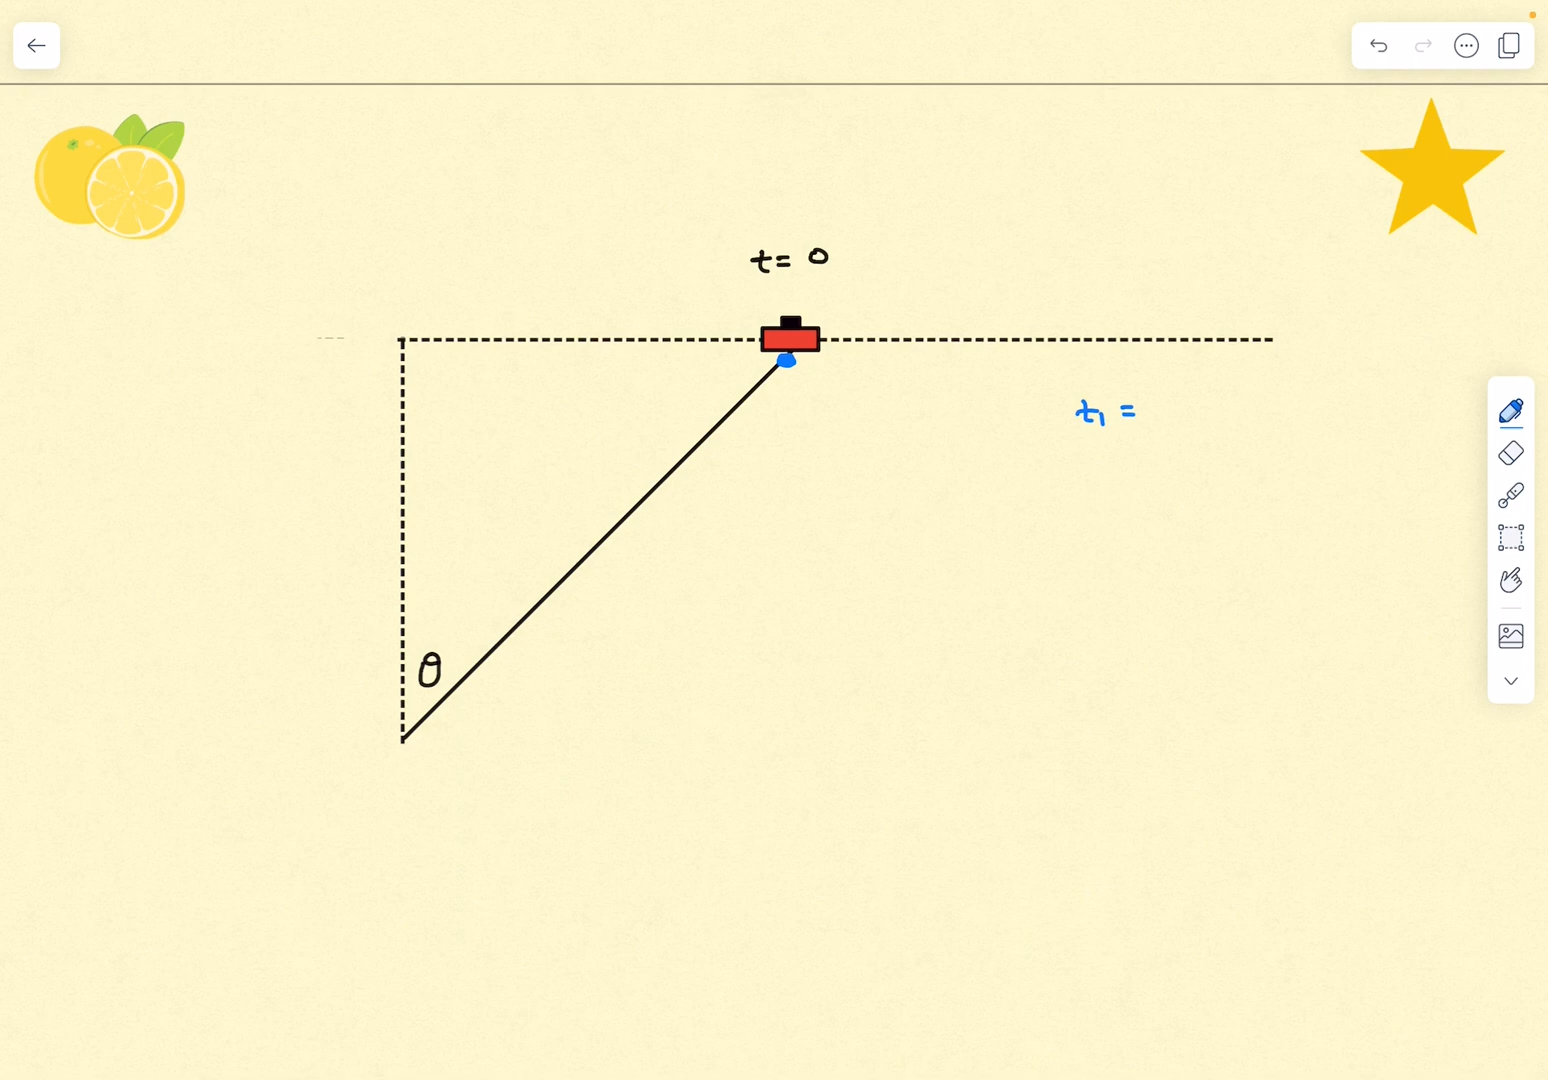 t= 0
t₁ =
θ